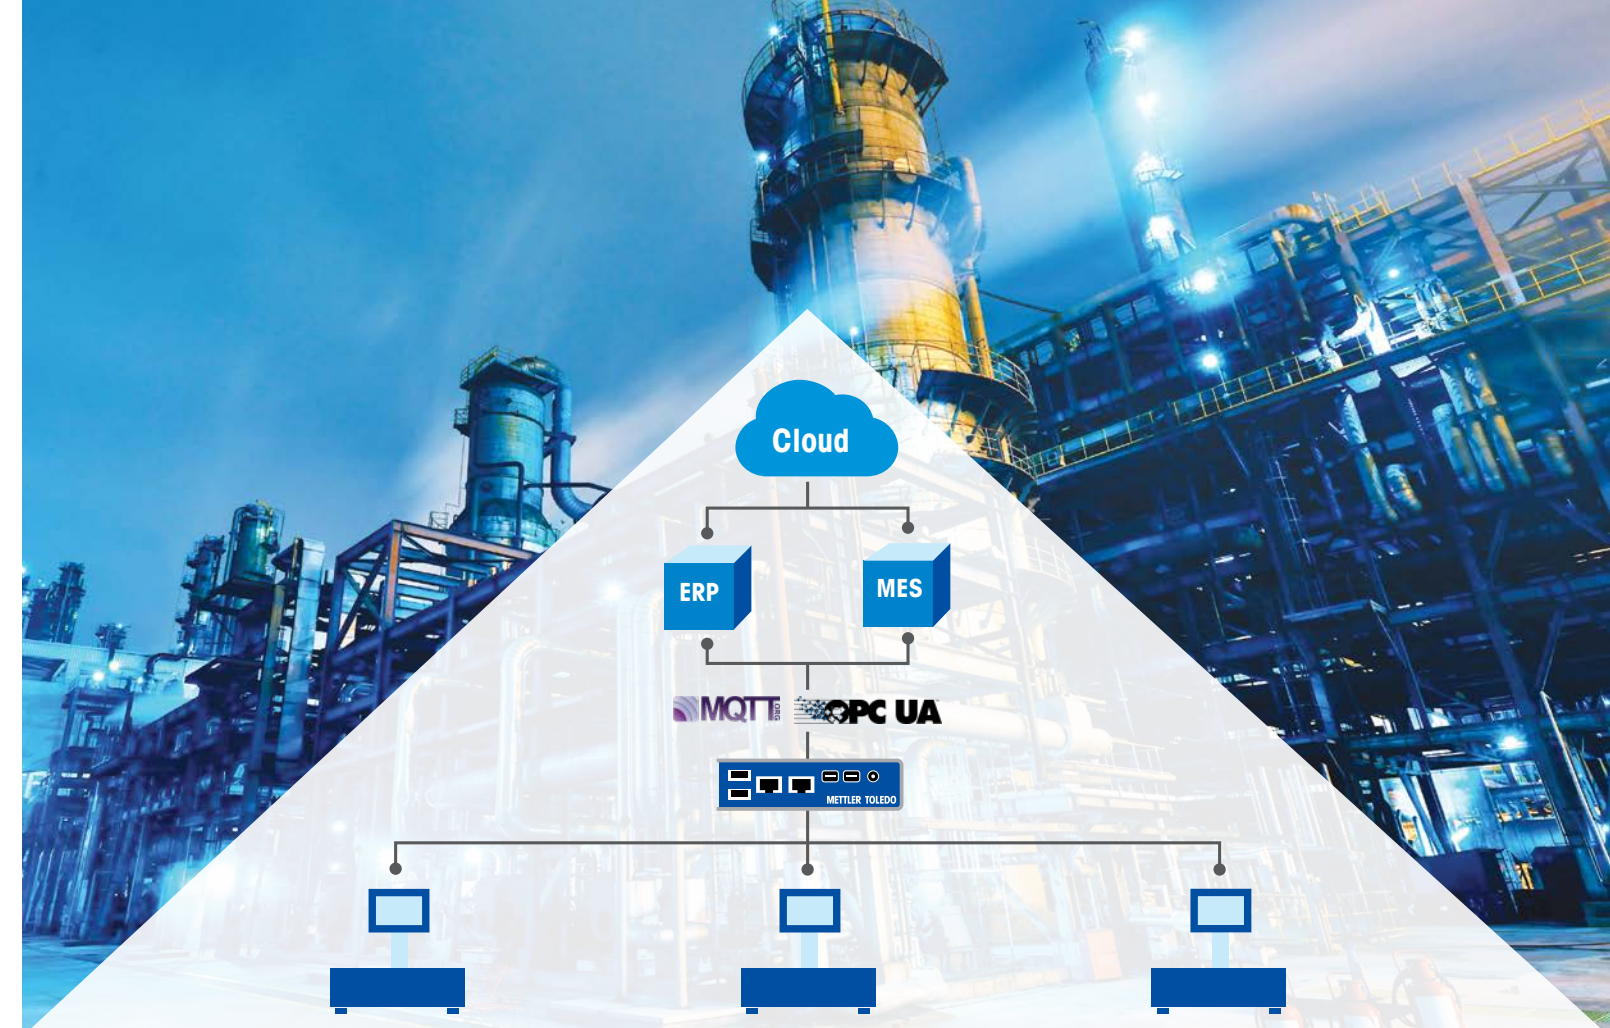 Cloud
ERP
MES
MQTT.ORG
OPC UA
METTLER TOLEDO